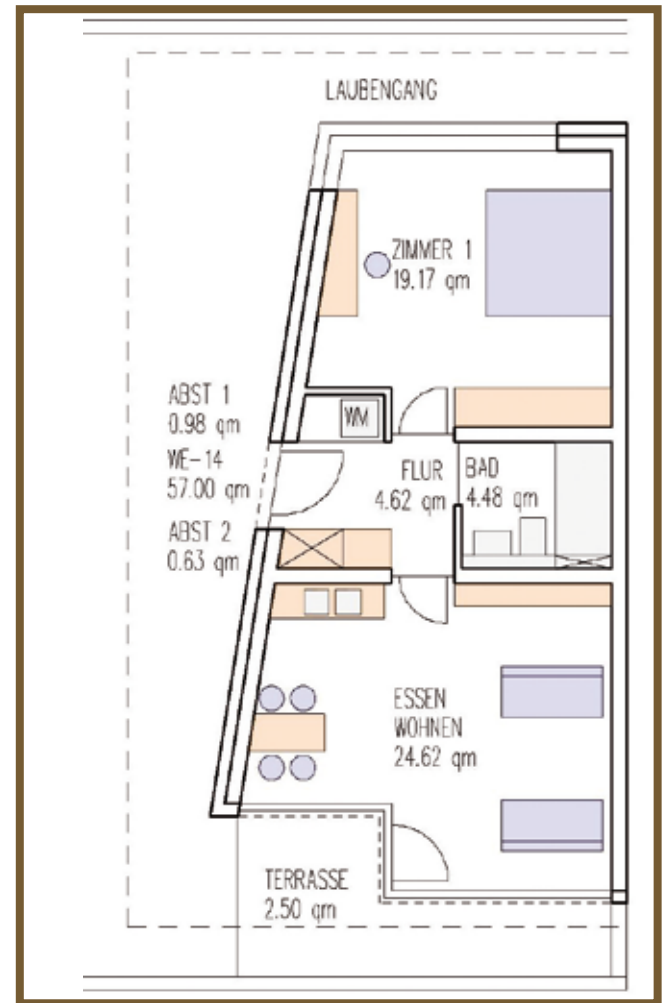 LAUBENGANG
ZIMMER 1
19.17 qm
ABST 1
0.98 qm
WM
WE-14
57.00 qm
FLUR
4.62 qm
BAD
4.48 qm
ABST 2
0.63 qm
ESSEN
WOHNEN
24.62 qm
TERRASSE
2.50 qm